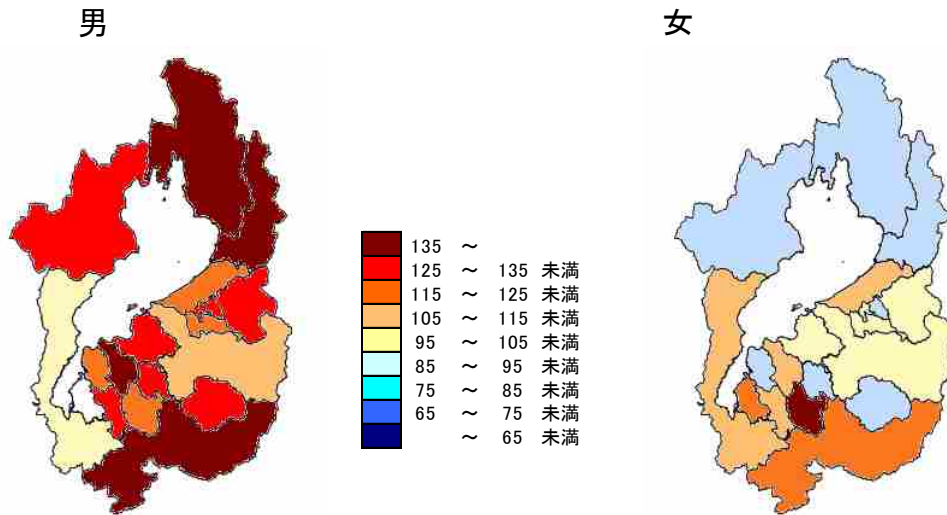 男
女
135 ～
125 ～ 135 未満
115 ～ 125 未満
105 ～ 115 未満
95 ～ 105 未満
85 ～ 95 未満
75 ～ 85 未満
65 ～ 75 未満
～ 65 未満